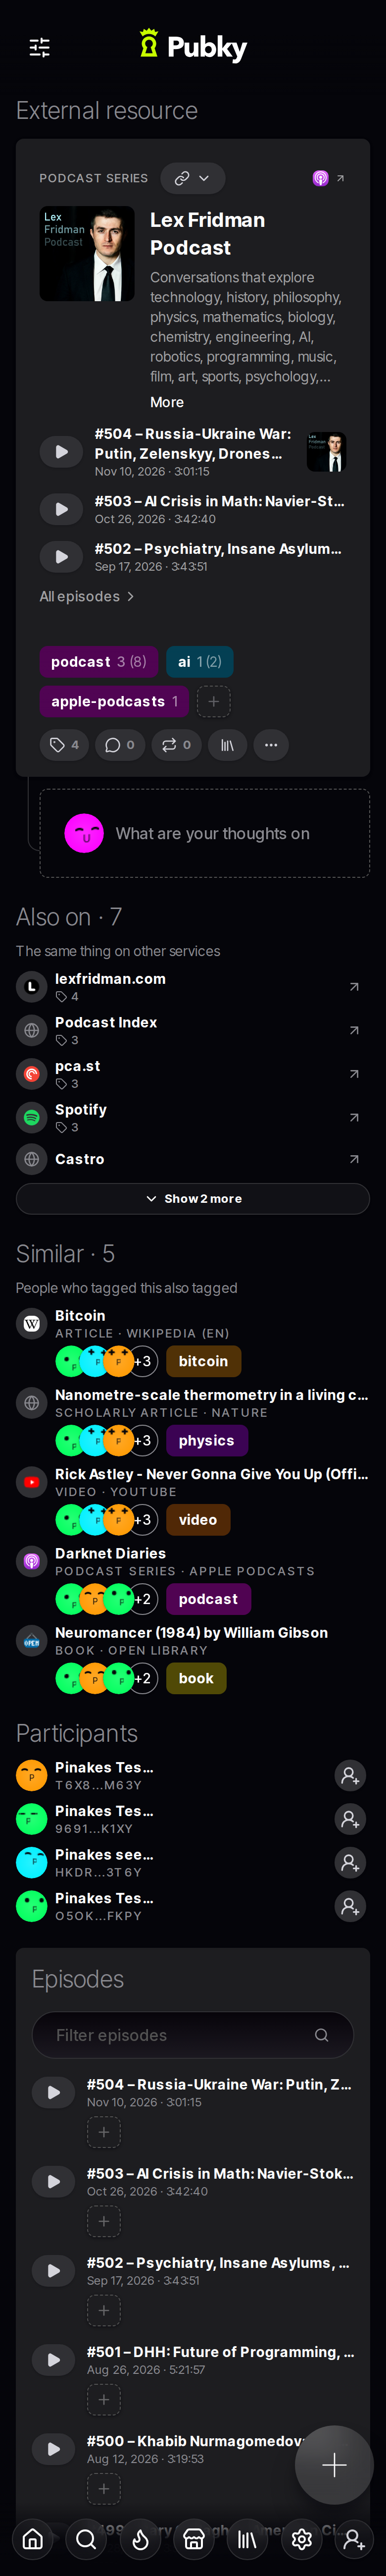 Pubky
External resource
PODCAST SERIES
Lex
Fridman
Podcast
Lex Fridman
Podcast
Conversations that explore
technology, history, philosophy,
physics, mathematics, biology,
chemistry, engineering, AI,
robotics, programming, music,
film, art, sports, psychology,...
More
#504 – Russia-Ukraine War:
Putin, Zelenskyy, Drones...
Nov 10, 2026 · 3:01:15
#503 – AI Crisis in Math: Navier-St...
Oct 26, 2026 · 3:42:40
#502 – Psychiatry, Insane Asylum...
Sep 17, 2026 · 3:43:51
All episodes
podcast 3 (8)
ai 1 (2)
apple-podcasts 1
4
0
0
What are your thoughts on
Also on · 7
The same thing on other services
lexfridman.com
4
Podcast Index
3
pca.st
3
Spotify
3
Castro
Show 2 more
Similar · 5
People who tagged this also tagged
Bitcoin
ARTICLE · WIKIPEDIA (EN)
+3
bitcoin
Nanometre-scale thermometry in a living c...
SCHOLARLY ARTICLE · NATURE
+3
physics
Rick Astley - Never Gonna Give You Up (Offi...
VIDEO · YOUTUBE
+3
video
Darknet Diaries
PODCAST SERIES · APPLE PODCASTS
+2
podcast
Neuromancer (1984) by William Gibson
BOOK · OPEN LIBRARY
+2
book
Participants
Pinakes Tes...
T6X8...M63Y
Pinakes Tes...
9691...K1XY
Pinakes see...
HKDR...3T6Y
Pinakes Tes...
O5OK...FKPY
Episodes
Filter episodes
#504 – Russia-Ukraine War: Putin, Z...
Nov 10, 2026 · 3:01:15
#503 – AI Crisis in Math: Navier-Stok...
Oct 26, 2026 · 3:42:40
#502 – Psychiatry, Insane Asylums, ...
Sep 17, 2026 · 3:43:51
#501 – DHH: Future of Programming, ...
Aug 26, 2026 · 5:21:57
#500 – Khabib Nurmagomedov
Aug 12, 2026 · 3:19:53